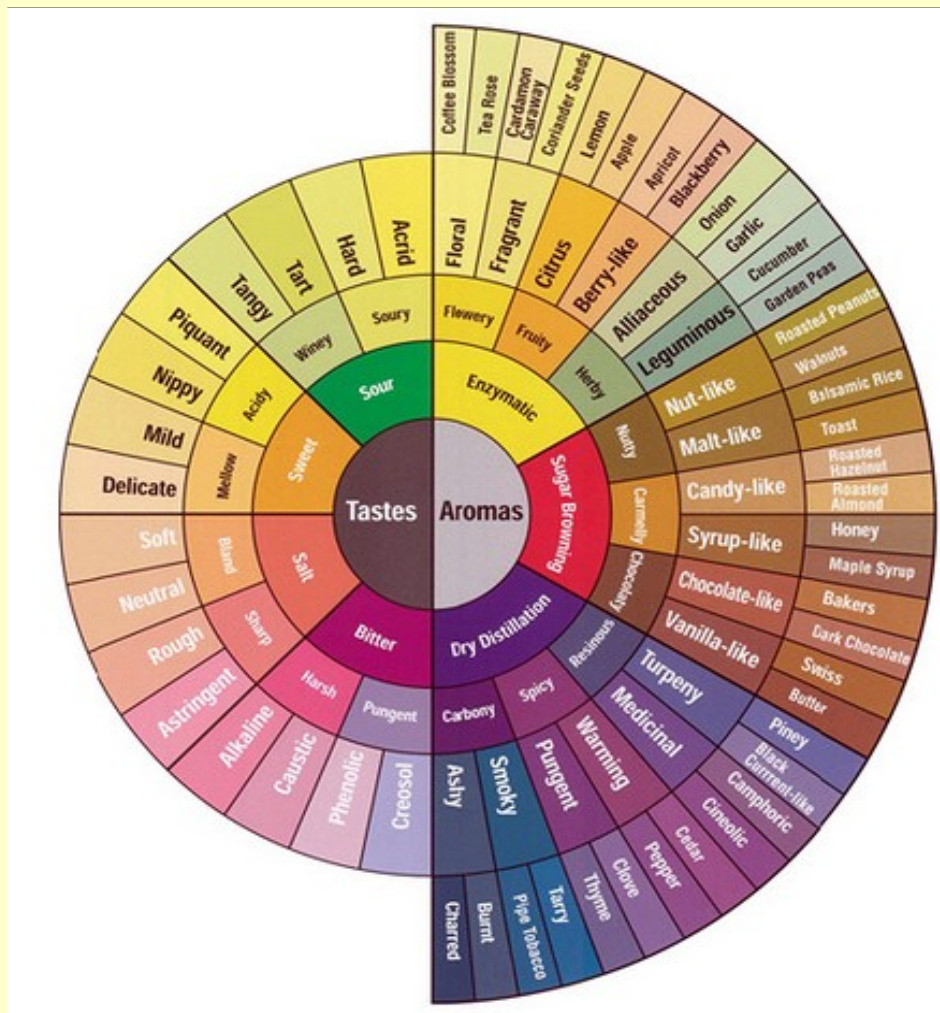 Tastes
Aromas
Sour
Sweet
Salt
Bitter
Soury
Winey
Acidy
Mellow
Bland
Sharp
Harsh
Pungent
Acrid
Hard
Tart
Tangy
Piquant
Nippy
Mild
Delicate
Soft
Neutral
Rough
Astringent
Alkaline
Caustic
Phenolic
Creosol
Enzymatic
Sugar Browning
Dry Distillation
Flowery
Fruity
Herby
Nutty
Carmelly
Chocolaty
Resinous
Spicy
Carbony
Floral
Fragrant
Citrus
Berry-like
Alliaceous
Leguminous
Nut-like
Malt-like
Candy-like
Syrup-like
Chocolate-like
Vanilla-like
Turpeny
Medicinal
Warming
Pungent
Smoky
Ashy
Coffee Blossom
Tea Rose
Cardamon
Caraway
Coriander Seeds
Lemon
Apple
Apricot
Blackberry
Onion
Garlic
Cucumber
Garden Peas
Roasted Peanuts
Walnuts
Balsamic Rice
Toast
Roasted
Hazelnut
Roasted
Almond
Honey
Maple Syrup
Bakers
Dark Chocolate
Swiss
Butter
Piney
Black
Currrent-like
Camphoric
Cineolic
Cedar
Pepper
Clove
Thyme
Tarry
Pipe Tobacco
Burnt
Charred